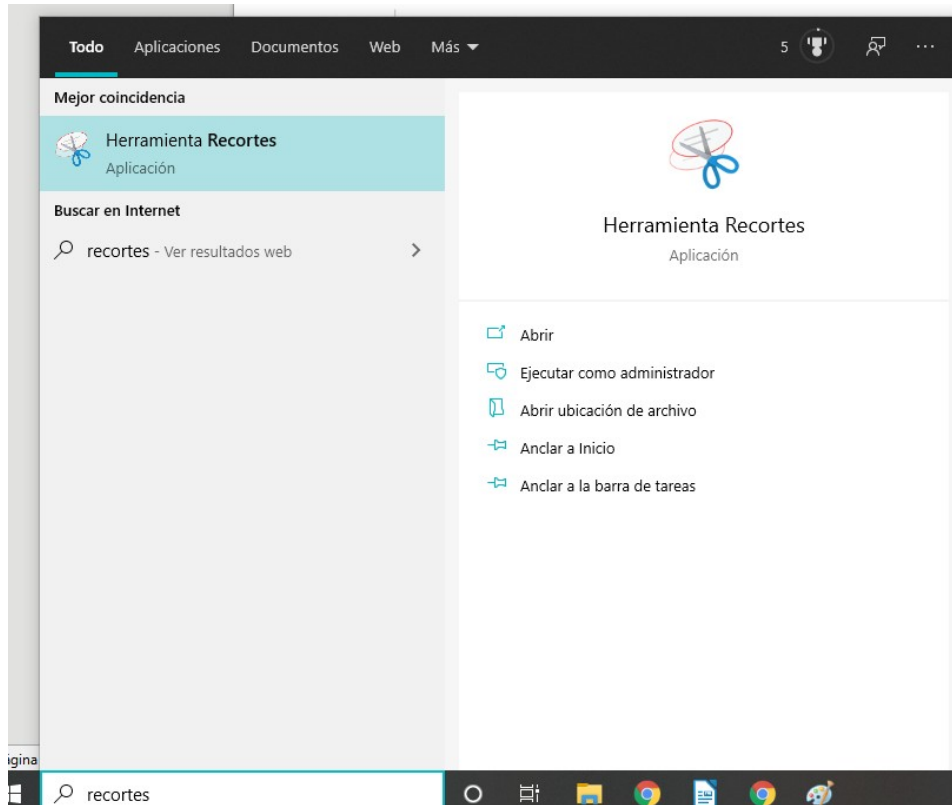 Todo Aplicaciones Documentos Web Más 5 ...
Mejor coincidencia
Herramienta Recortes
Aplicación
Buscar en Internet
recortes - Ver resultados web
Herramienta Recortes
Aplicación
Abrir
Ejecutar como administrador
Abrir ubicación de archivo
Anclar a Inicio
Anclar a la barra de tareas
ágina
recortes